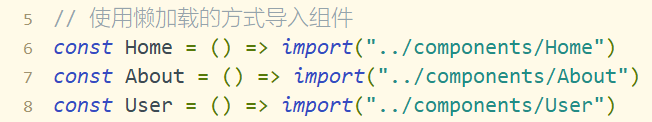 5 // 使用懒加载的方式导入组件
6 const Home = () => import("../components/Home")
7 const About = () => import("../components/About")
8 const User = () => import("../components/User")